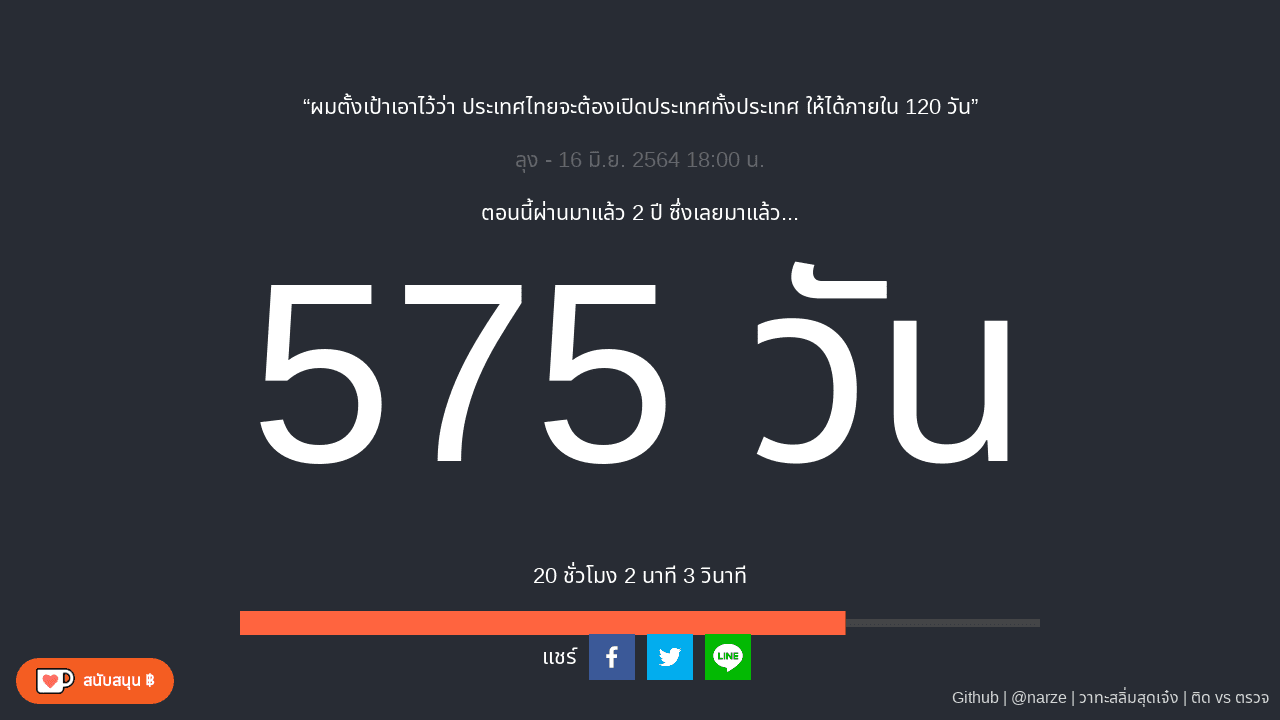 “ผมตั้งเป้าเอาไว้ว่า ประเทศไทยจะต้องเปิดประเทศทั้งประเทศ ให้ได้ภายใน 120 วัน”
ลุง - 16 มิ.ย. 2564 18:00 น.
ตอนนี้ผ่านมาแล้ว 2 ปี ซึ่งเลยมาแล้ว...
575 วัน
20 ชั่วโมง 2 นาที 3 วินาที
แชร์
LINE
สนับสนุน ฿
Github | @narze | วาทะสลิ่มสุดเจ๋ง | ติด vs ตรวจ